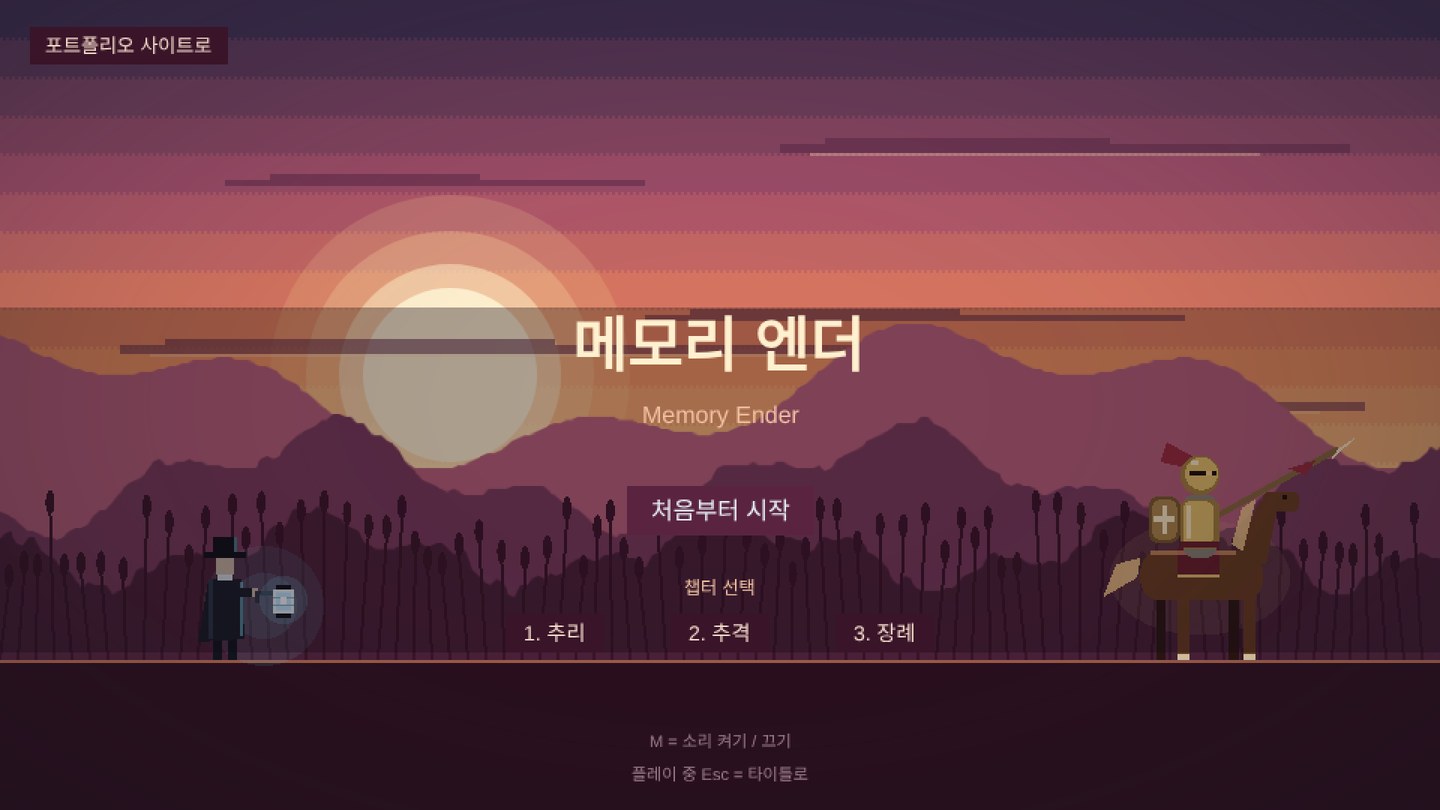 포트폴리오 사이트로
메모리 엔더
Memory Ender
처음부터 시작
챕터 선택
1. 추리
2. 추격
3. 장례
M = 소리 켜기 / 끄기
플레이 중 Esc = 타이틀로